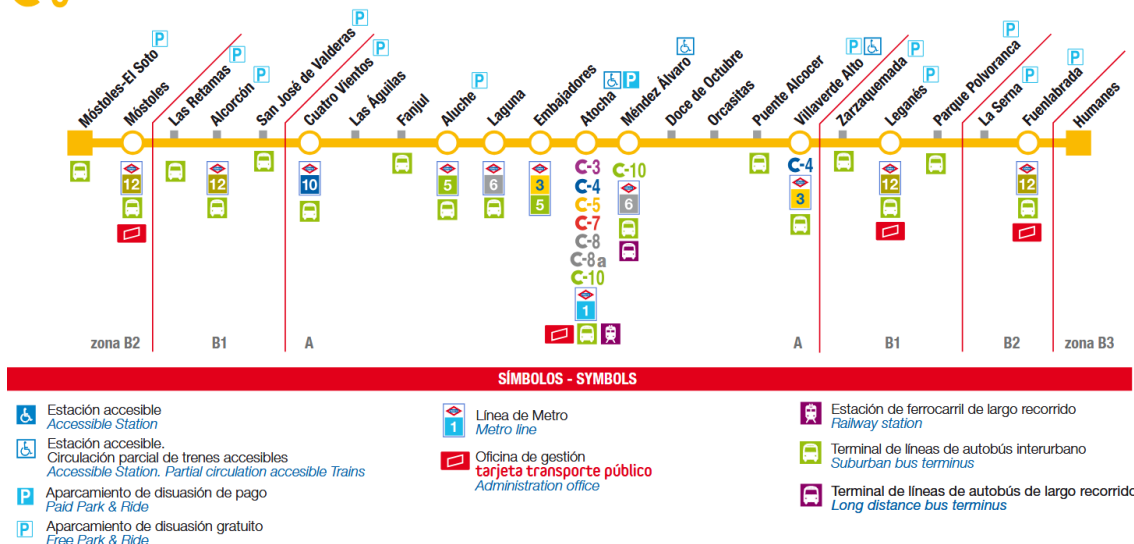 Móstoles-El Soto P
Móstoles
Las Retamas P
Alcorcón P
San José de Valderas P
Cuatro Vientos P
Las Águilas
Fanjul
Aluche P
Laguna
Embajadores
Atocha P
Méndez Álvaro
Doce de Octubre
Orcasitas
Puente Alcocer
Villaverde Alto P
Zarzaquemada P
Leganés P
Parque Polvoranca
La Serna P
Fuenlabrada P
Humanes
12
12
10
5
6
3
5
C-3
C-4
C-5
C-7
C-8
C-8a
C-10
1
C-10
6
C-4
3
12
12
zona B2 B1 A A B1 B2 zona B3
SÍMBOLOS - SYMBOLS
Estación accesible
Accessible Station
Estación accesible.
Circulación parcial de trenes accesibles
Accessible Station. Partial circulation accesible Trains
P Aparcamiento de disuasión de pago
Paid Park & Ride
P Aparcamiento de disuasión gratuito
Free Park & Ride
1 Línea de Metro
Metro line
Oficina de gestión
tarjeta transporte público
Administration office
Estación de ferrocarril de largo recorrido
Railway station
Terminal de líneas de autobús interurbano
Suburban bus terminus
Terminal de líneas de autobús de largo recorrido
Long distance bus terminus